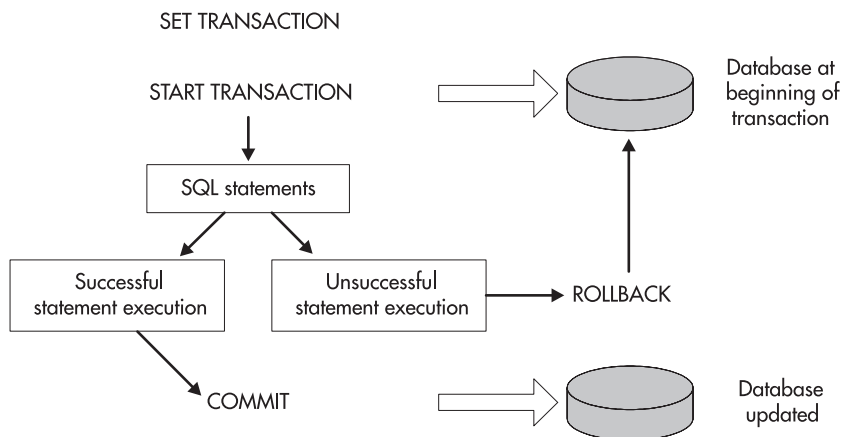 SET TRANSACTION
START TRANSACTION
Database at
beginning of
transaction
SQL statements
Successful
statement execution
Unsuccessful
statement execution
ROLLBACK
COMMIT
Database
updated